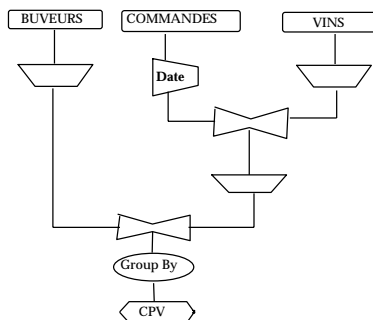 BUVEURS
COMMANDES
VINS
Date
Group By
CPV